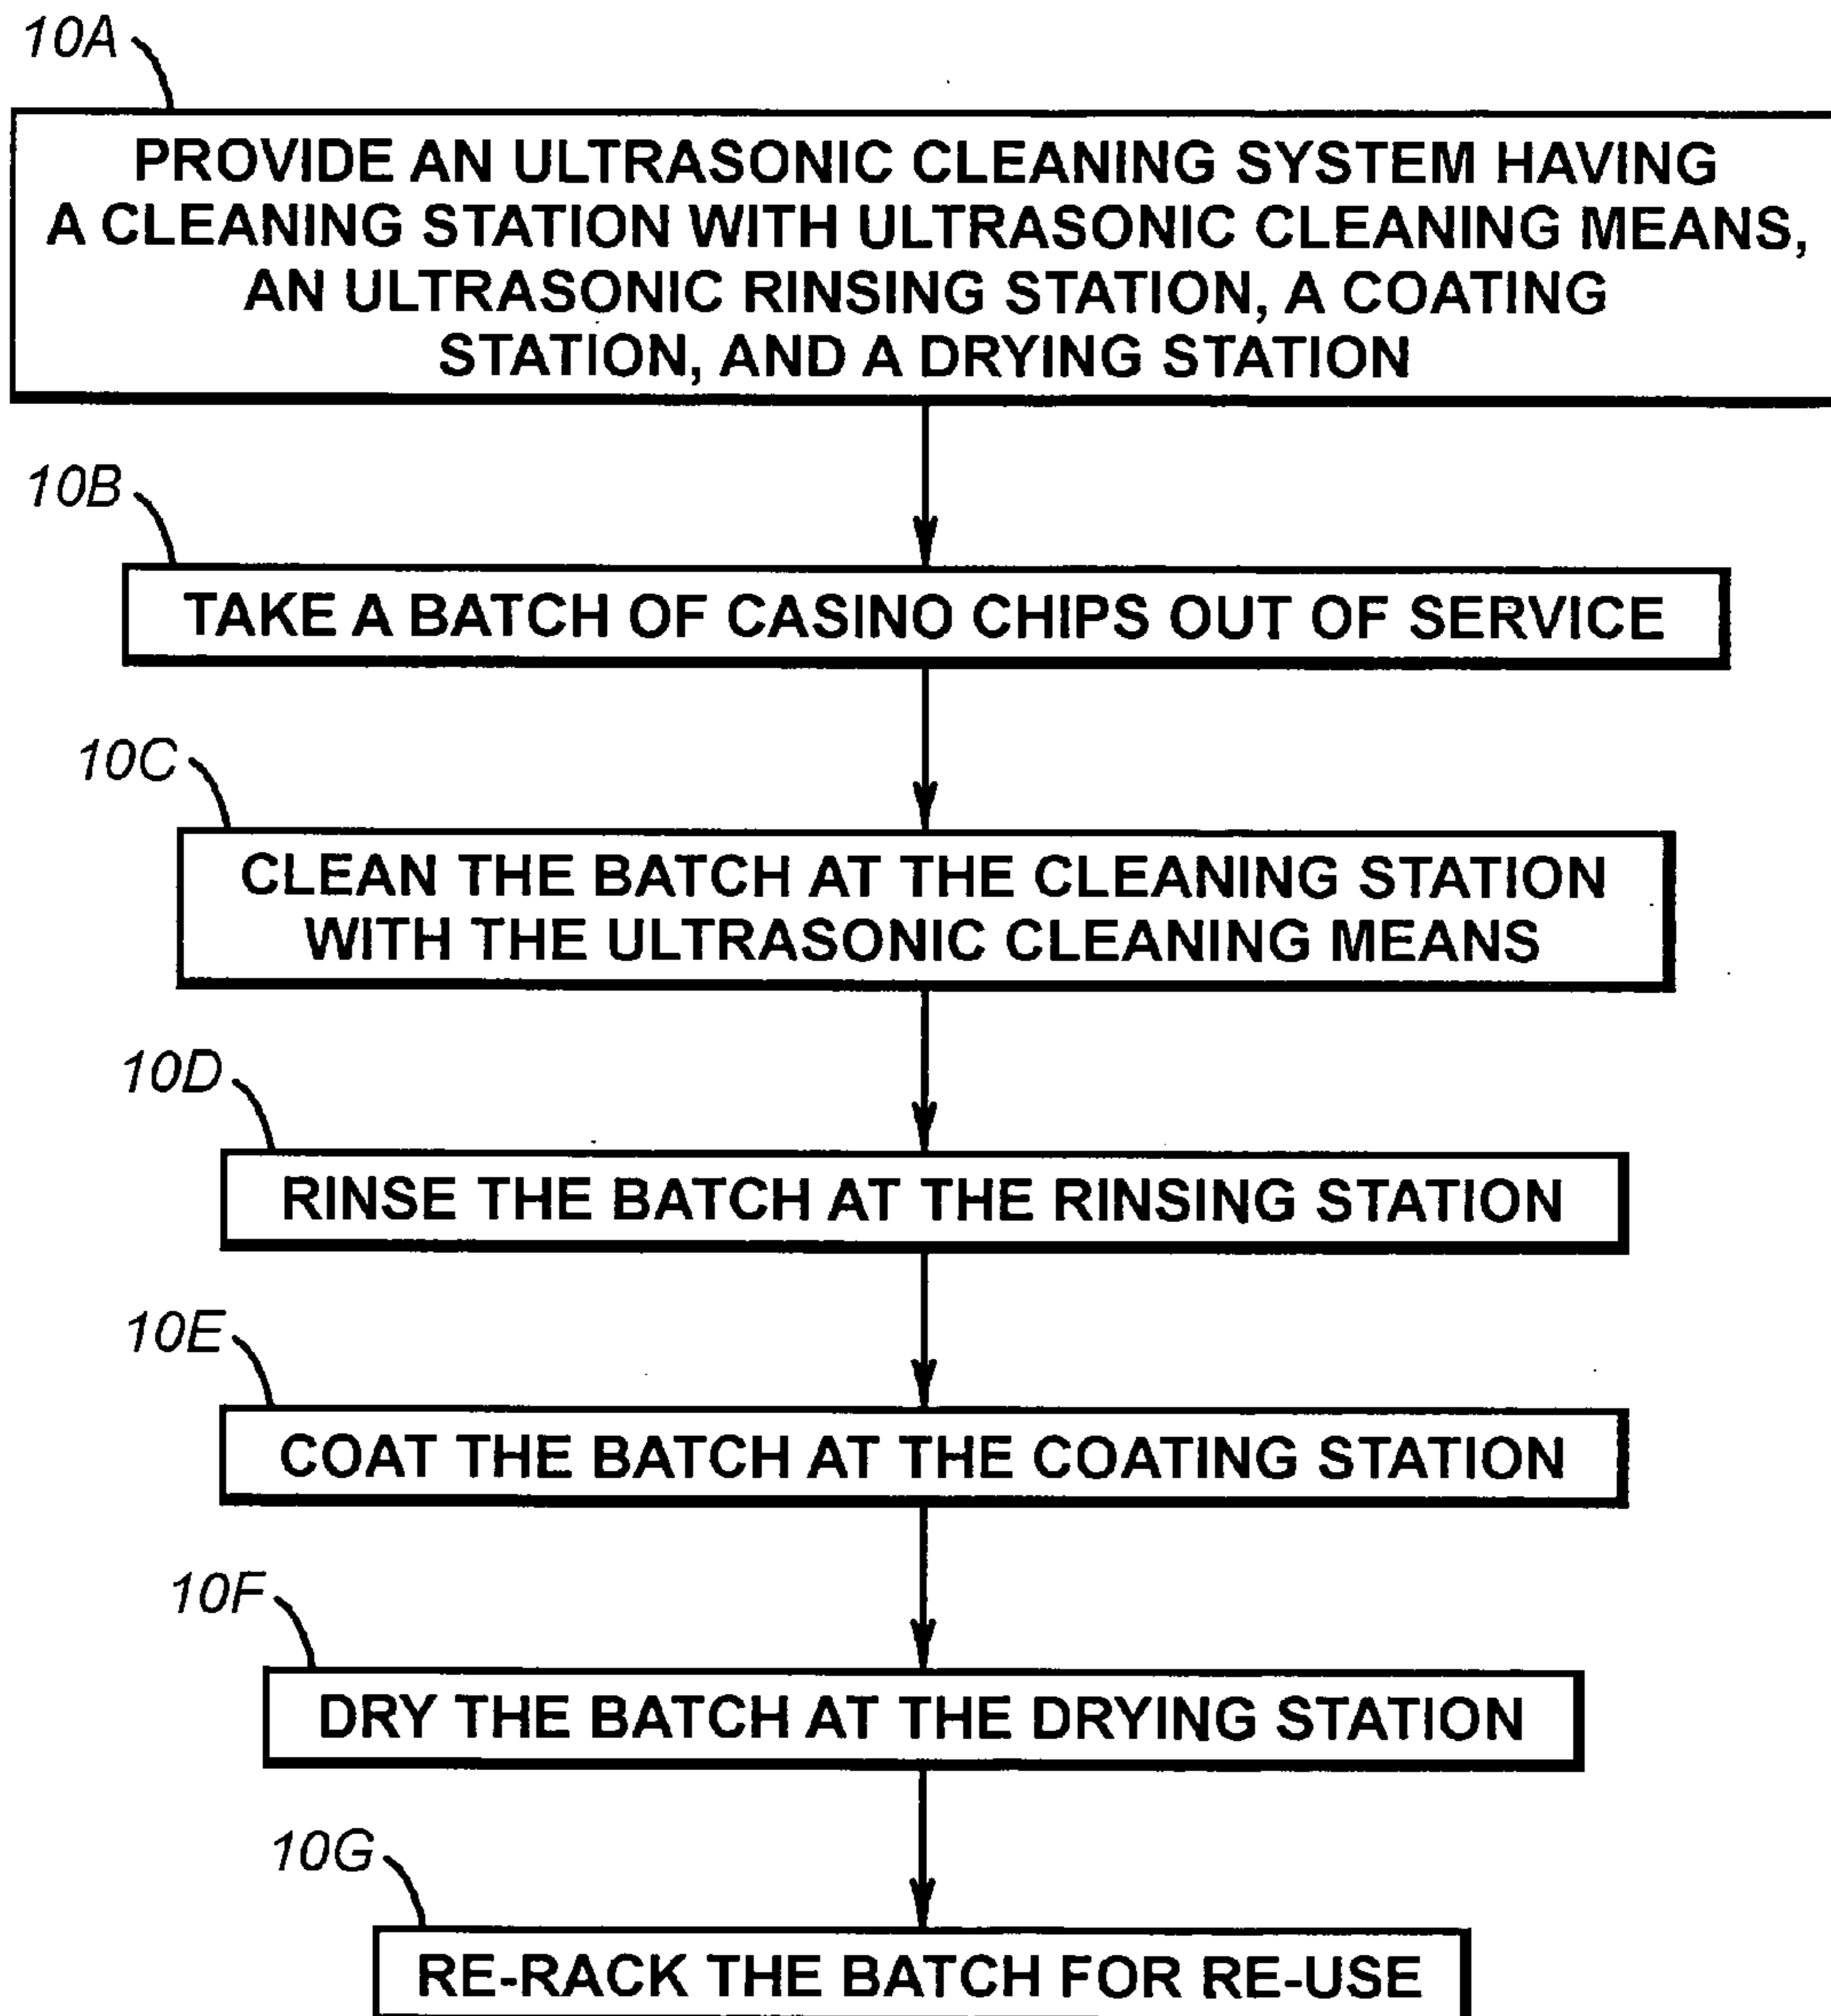 10A
PROVIDE AN ULTRASONIC CLEANING SYSTEM HAVING
A CLEANING STATION WITH ULTRASONIC CLEANING MEANS,
AN ULTRASONIC RINSING STATION, A COATING
STATION, AND A DRYING STATION
10B
TAKE A BATCH OF CASINO CHIPS OUT OF SERVICE
10C
CLEAN THE BATCH AT THE CLEANING STATION
WITH THE ULTRASONIC CLEANING MEANS
10D
RINSE THE BATCH AT THE RINSING STATION
10E
COAT THE BATCH AT THE COATING STATION
10F
DRY THE BATCH AT THE DRYING STATION
10G
RE-RACK THE BATCH FOR RE-USE